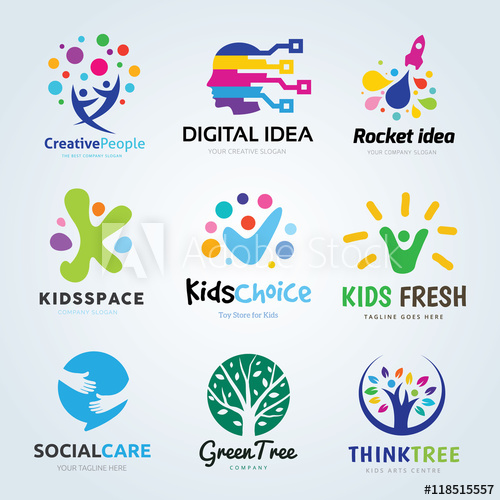 CreativePeople
THE BEST COMPANY SLOGAN
DIGITAL IDEA
YOUR CREATIVE SLOGAN
Rocket idea
YOUR COMPANY SLOGAN
KIDSSPACE
COMPANY SLOGAN
KidsChoice
Toy Store for Kids
KIDS FRESH
TAGLINE GOES HERE
Adobe Stock
SOCIALCARE
YOUR TAGLINE HERE
GreenTree
COMPANY
THINKTREE
KIDS ARTS CENTRE
#118515557